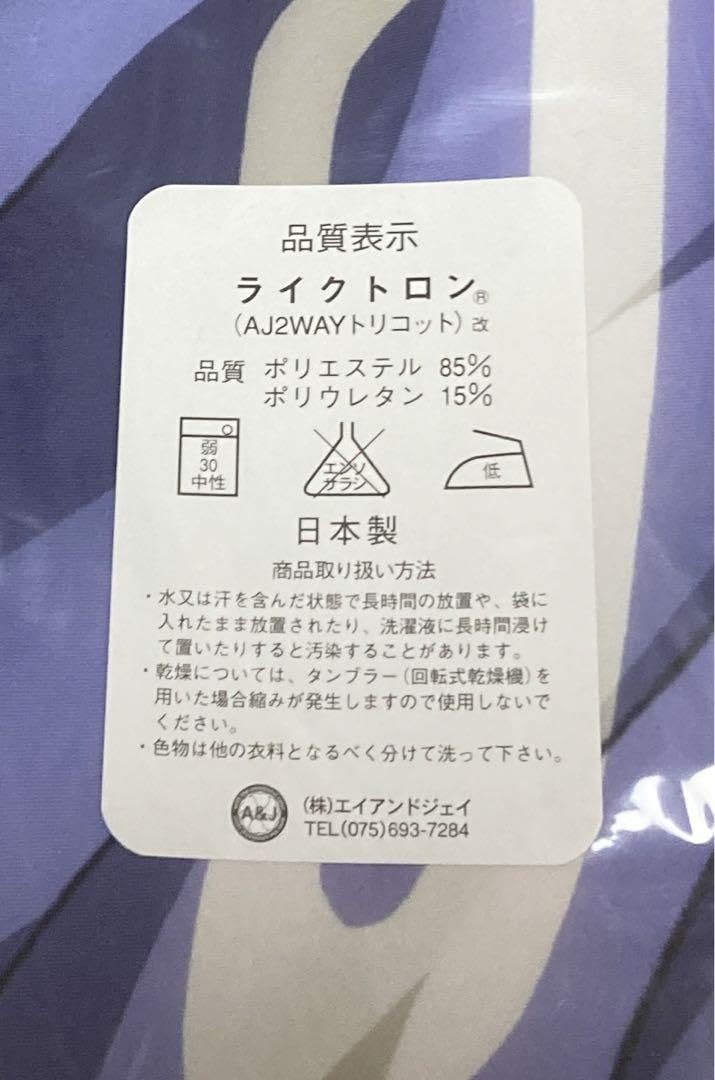 品質表示
ライクトロン®
(AJ2WAYトリコット)改
品質 ポリエステル 85%
ポリウレタン 15%
弱
30
中性
エンソ
サラシ
低
日本製
商品取り扱い方法
・水又は汗を含んだ状態で長時間の放置や、袋に
入れたまま放置されたり、洗濯液に長時間浸け
て置いたりすると汚染することがあります。
・乾燥については、タンブラー(回転式乾燥機)を
用いた場合縮みが発生しますので使用しないで
ください。
・色物は他の衣料となるべく分けて洗って下さい。
A&J (株)エイアンドジェイ
TEL(075)693-7284